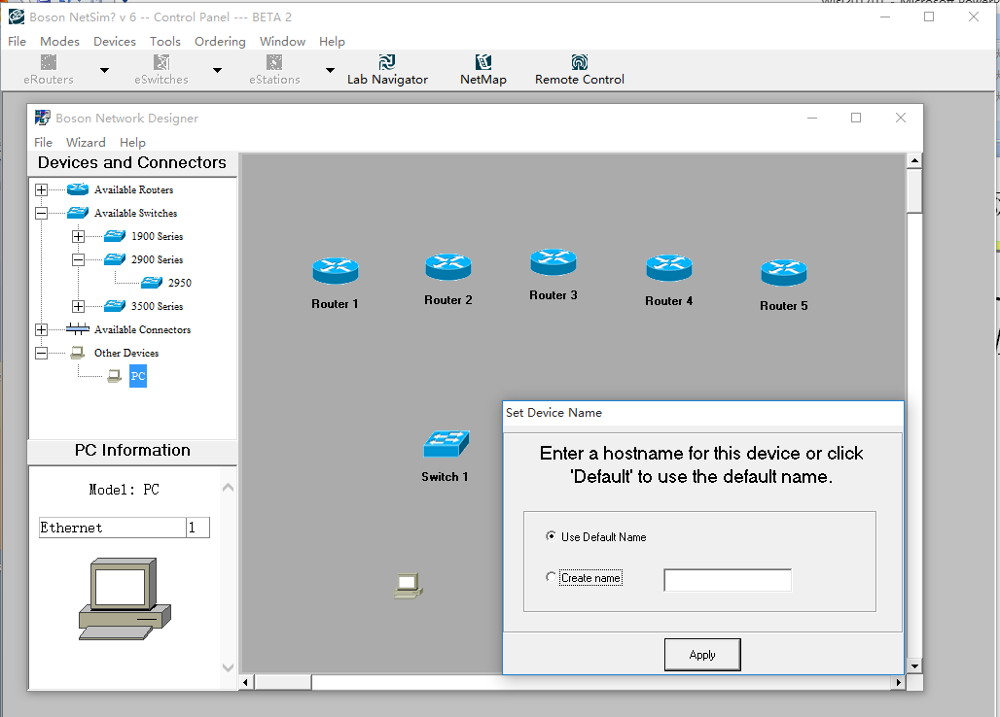 Boson NetSim? v 6 -- Control Panel --- BETA 2
File Modes Devices Tools Ordering Window Help
eRouters eSwitches eStations Lab Navigator NetMap Remote Control
Boson Network Designer
File Wizard Help
Devices and Connectors
Available Routers
Available Switches
1900 Series
2900 Series
2950
3500 Series
Available Connectors
Other Devices
PC
PC Information
Model: PC
Ethernet 1
Router 1
Router 2
Router 3
Router 4
Router 5
Switch 1
Set Device Name
Enter a hostname for this device or click
'Default' to use the default name.
Use Default Name
Create name
Apply